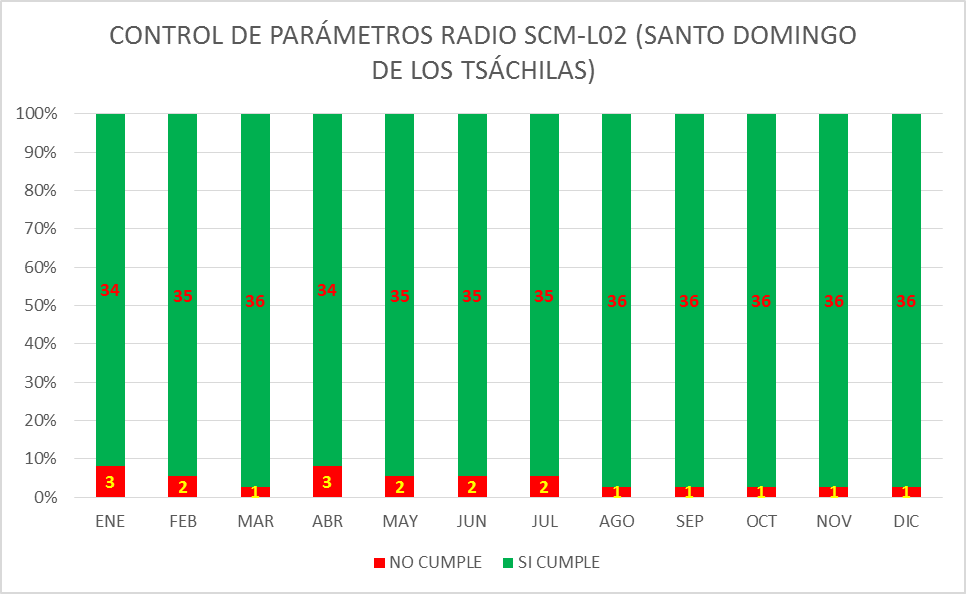 CONTROL DE PARÁMETROS RADIO SCM-L02 (SANTO DOMINGO
DE LOS TSÁCHILAS)
100%
90%
80%
70%
60%
50%
40%
30%
20%
10%
0%
34 35 36 34 35 35 35 36 36 36 36 36
3 2 1 3 2 2 2 1 1 1 1 1
ENE FEB MAR ABR MAY JUN JUL AGO SEP OCT NOV DIC
NO CUMPLE SI CUMPLE